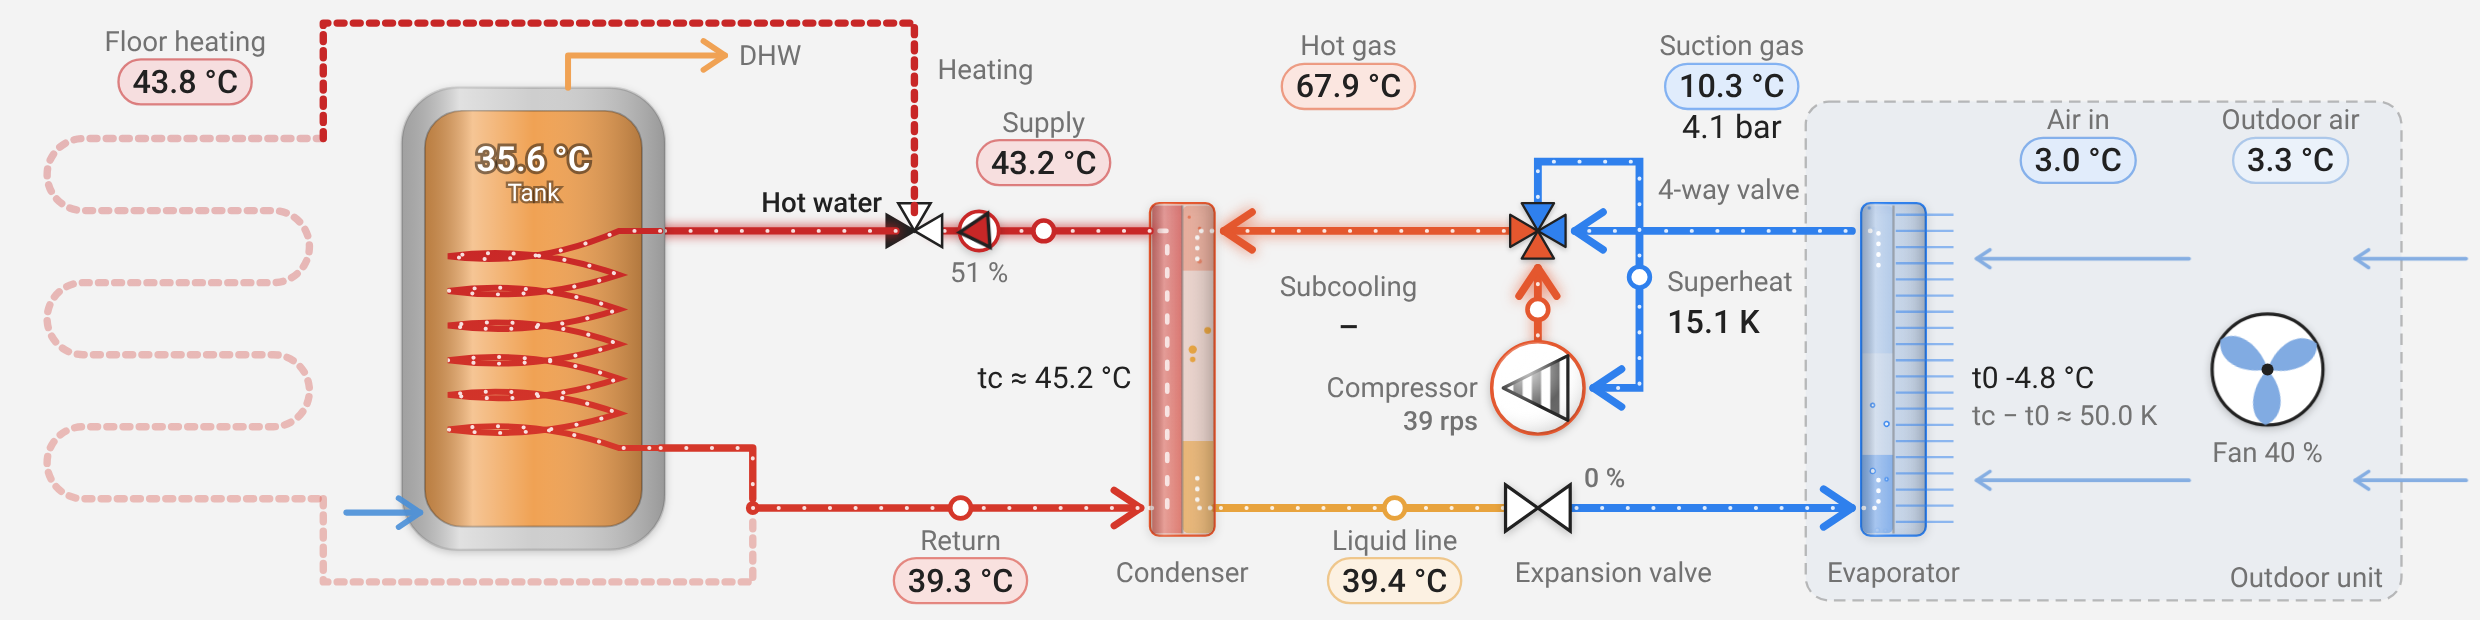 Floor heating
43.8 °C
DHW
Heating
35.6 °C
Tank
Hot water
Supply
43.2 °C
51 %
Hot gas
67.9 °C
Suction gas
10.3 °C
4.1 bar
4-way valve
Air in
3.0 °C
Outdoor air
3.3 °C
Subcooling
–
Superheat
15.1 K
tc ≈ 45.2 °C
Compressor
39 rps
t0 -4.8 °C
tc − t0 ≈ 50.0 K
Fan 40 %
0 %
Return
39.3 °C
Condenser
Liquid line
39.4 °C
Expansion valve
Evaporator
Outdoor unit